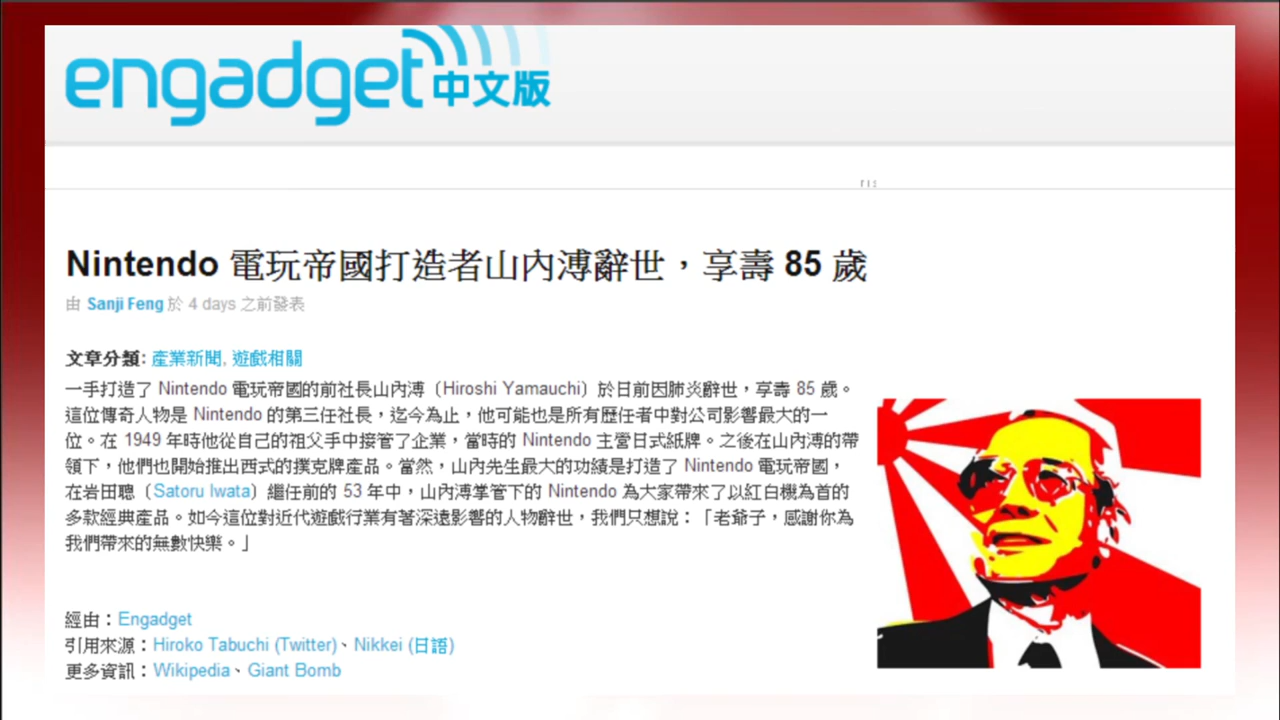 engadget 中文版
Nintendo 電玩帝國打造者山內溥辭世，享壽 85 歲
由 Sanji Feng 於 4 days 之前發表
文章分類: 產業新聞, 遊戲相關
一手打造了 Nintendo 電玩帝國的前社長山內溥（Hiroshi Yamauchi）於日前因肺炎辭世，享壽 85 歲。
這位傳奇人物是 Nintendo 的第三任社長，迄今為止，他可能也是所有歷任者中對公司影響最大的一
位。在 1949 年時他從自己的祖父手中接管了企業，當時的 Nintendo 主營日式紙牌。之後在山內溥的帶
領下，他們也開始推出西式的撲克牌產品。當然，山內先生最大的功績是打造了 Nintendo 電玩帝國，
在岩田聰（Satoru Iwata）繼任前的 53 年中，山內溥掌管下的 Nintendo 為大家帶來了以紅白機為首的
多款經典產品。如今這位對近代遊戲行業有著深遠影響的人物辭世，我們只想說：「老爺子，感謝你為
我們帶來的無數快樂。」
經由：Engadget
引用來源：Hiroko Tabuchi (Twitter)、Nikkei (日語)
更多資訊：Wikipedia、Giant Bomb